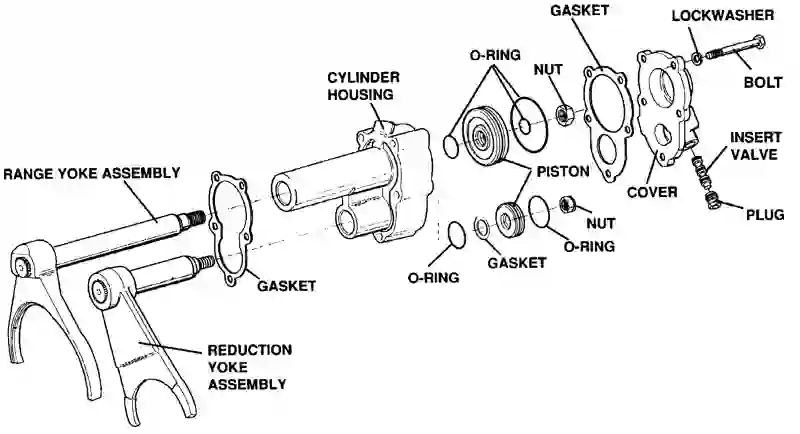 GASKET
LOCKWASHER
O-RING
NUT
BOLT
CYLINDER
HOUSING
RANGE YOKE ASSEMBLY
PISTON
INSERT
VALVE
COVER
PLUG
NUT
O-RING
GASKET
O-RING
GASKET
REDUCTION
YOKE
ASSEMBLY